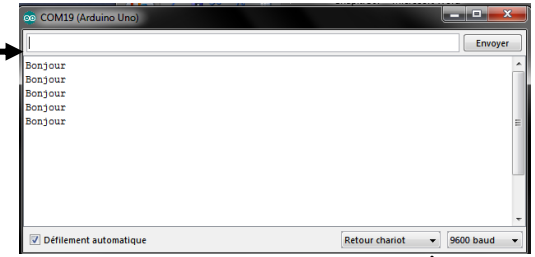 COM19 (Arduino Uno)
Envoyer
Bonjour
Bonjour
Bonjour
Bonjour
Bonjour
Défilement automatique
Retour chariot
9600 baud